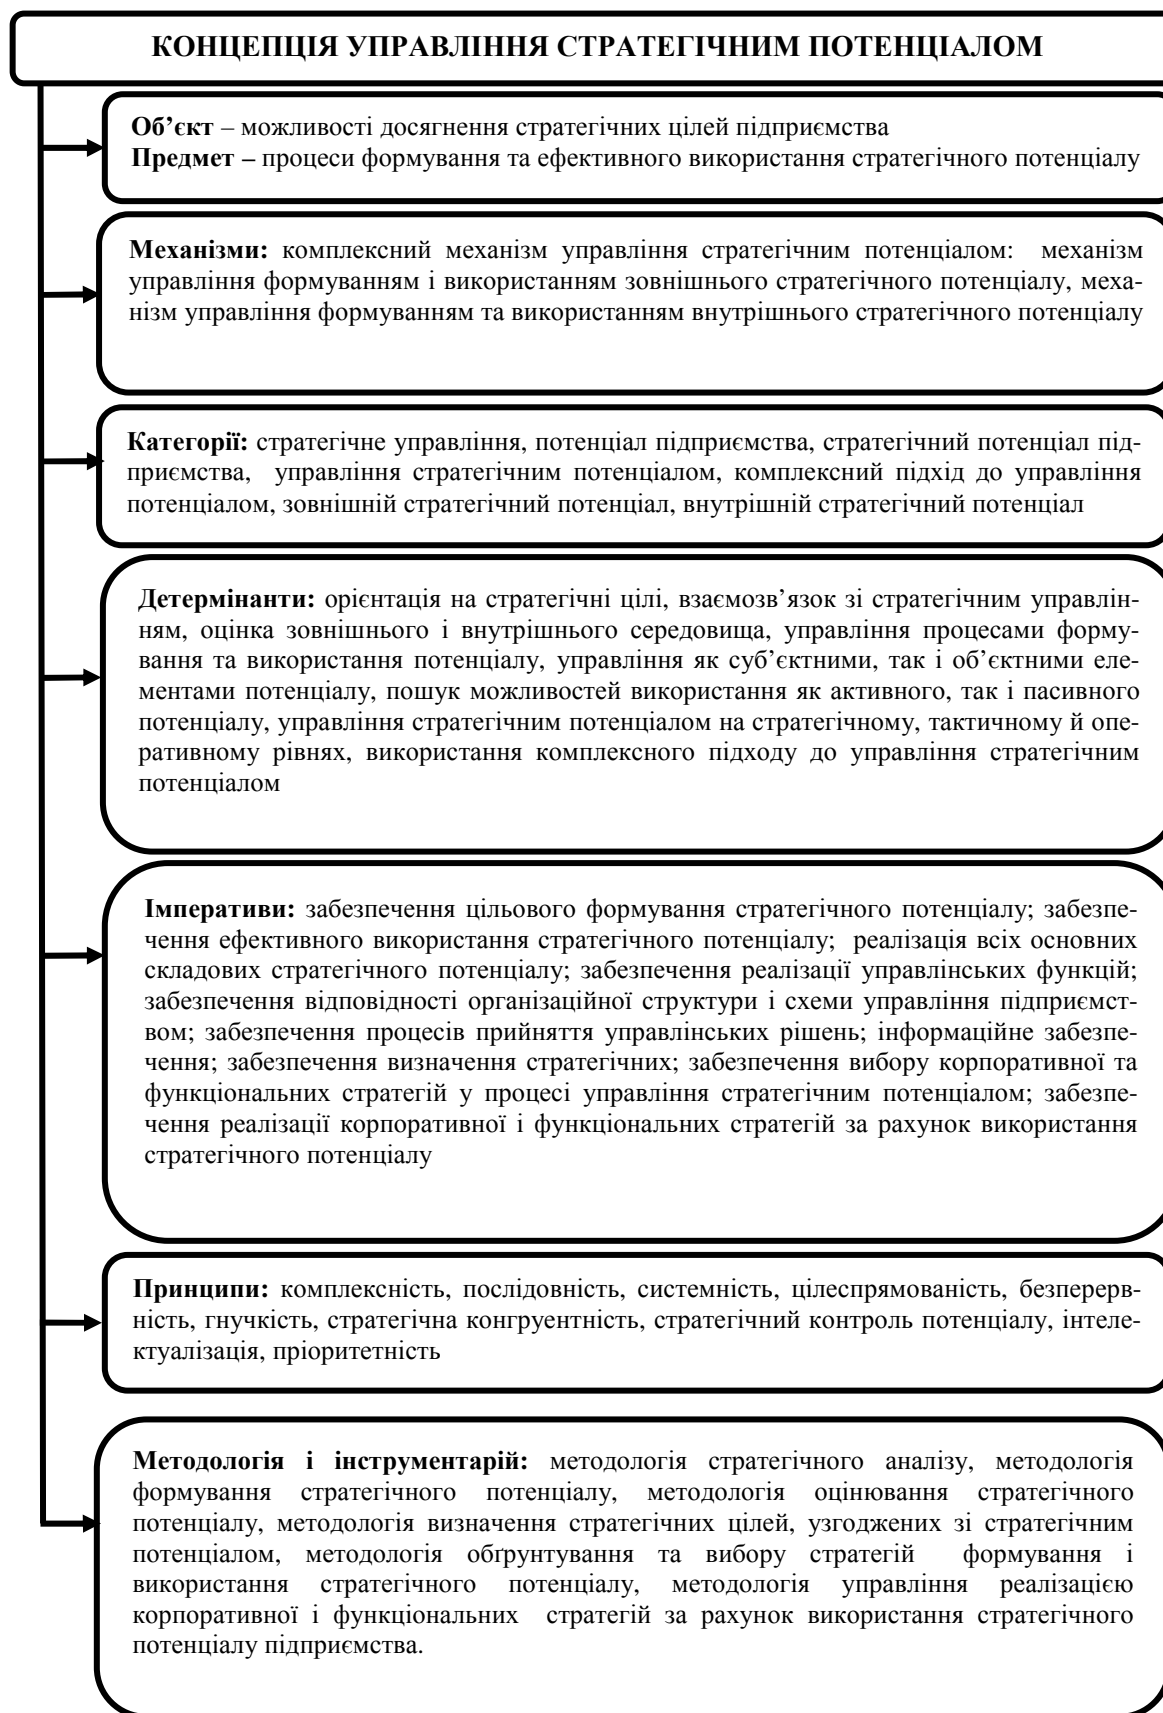 КОНЦЕПЦІЯ УПРАВЛІННЯ СТРАТЕГІЧНИМ ПОТЕНЦІАЛОМ
Об’єкт – можливості досягнення стратегічних цілей підприємства
Предмет – процеси формування та ефективного використання стратегічного потенціалу
Механізми: комплексний механізм управління стратегічним потенціалом: механізм
управління формуванням і використанням зовнішнього стратегічного потенціалу, меха-
нізм управління формуванням та використанням внутрішнього стратегічного потенціалу
Категорії: стратегічне управління, потенціал підприємства, стратегічний потенціал під-
приємства, управління стратегічним потенціалом, комплексний підхід до управління
потенціалом, зовнішній стратегічний потенціал, внутрішній стратегічний потенціал
Детермінанти: орієнтація на стратегічні цілі, взаємозв’язок зі стратегічним управлін-
ням, оцінка зовнішнього і внутрішнього середовища, управління процесами форму-
вання та використання потенціалу, управління як суб’єктними, так і об’єктними еле-
ментами потенціалу, пошук можливостей використання як активного, так і пасивного
потенціалу, управління стратегічним потенціалом на стратегічному, тактичному й опе-
ративному рівнях, використання комплексного підходу до управління стратегічним
потенціалом
Імперативи: забезпечення цільового формування стратегічного потенціалу; забезпе-
чення ефективного використання стратегічного потенціалу; реалізація всіх основних
складових стратегічного потенціалу; забезпечення реалізації управлінських функцій;
забезпечення відповідності організаційної структури і схеми управління підприємст-
вом; забезпечення процесів прийняття управлінських рішень; інформаційне забезпе-
чення; забезпечення визначення стратегічних; забезпечення вибору корпоративної та
функціональних стратегій у процесі управління стратегічним потенціалом; забезпе-
чення реалізації корпоративної і функціональних стратегій за рахунок використання
стратегічного потенціалу
Принципи: комплексність, послідовність, системність, цілеспрямованість, безперерв-
ність, гнучкість, стратегічна конгруентність, стратегічний контроль потенціалу, інтеле-
ктуалізація, пріоритетність
Методологія і інструментарій: методологія стратегічного аналізу, методологія
формування стратегічного потенціалу, методологія оцінювання стратегічного
потенціалу, методологія визначення стратегічних цілей, узгоджених зі стратегічним
потенціалом, методологія обґрунтування та вибору стратегій формування і
використання стратегічного потенціалу, методологія управління реалізацією
корпоративної і функціональних стратегій за рахунок використання стратегічного
потенціалу підприємства.